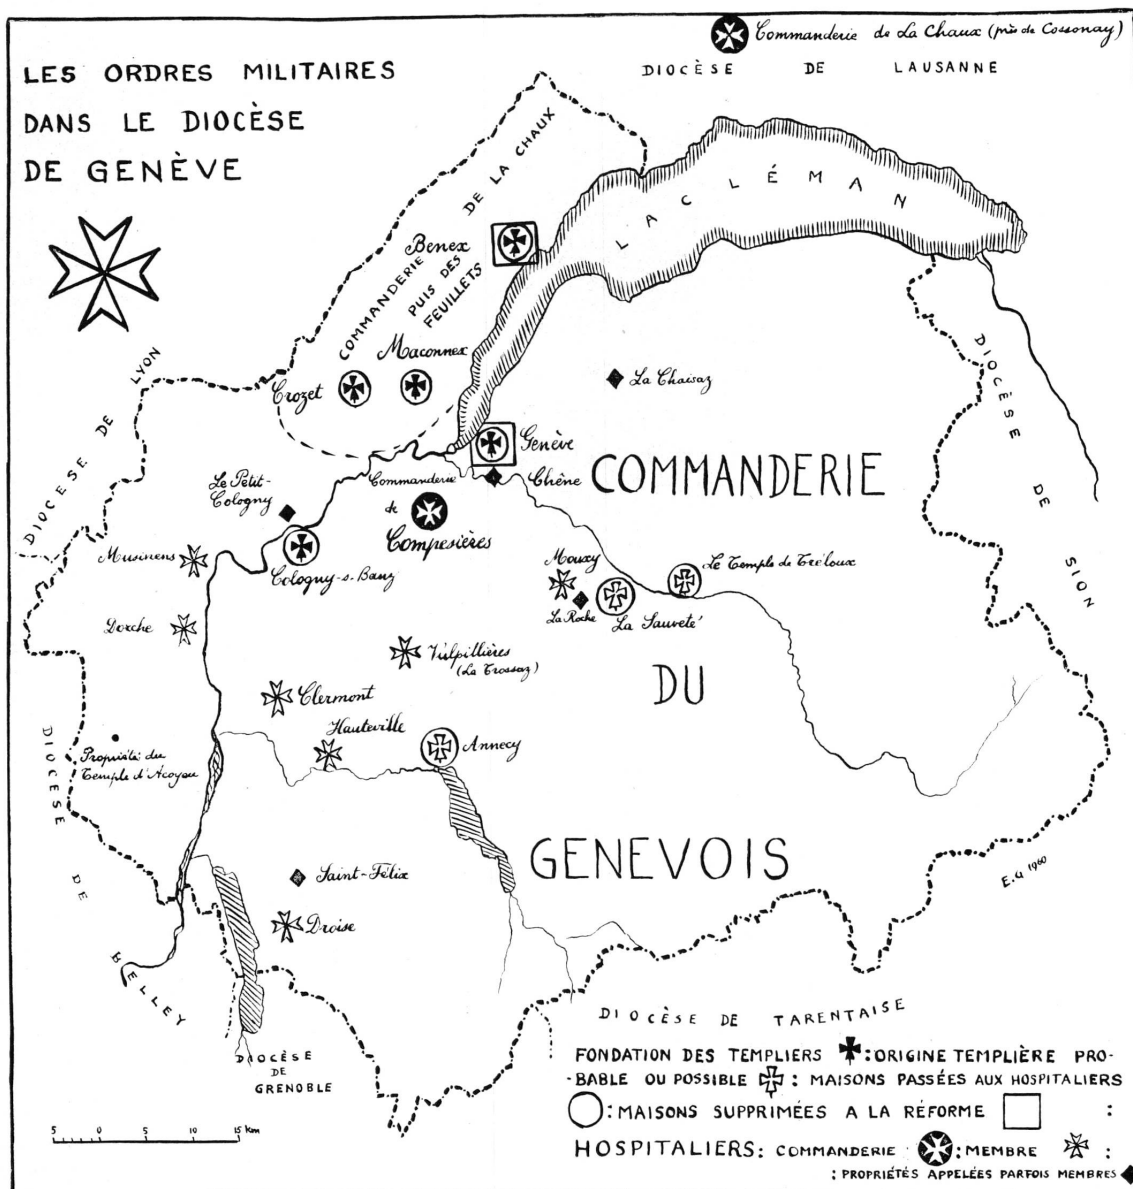 Commanderie de La Chaux (près de Cossonay)
DIOCÈSE DE LAUSANNE
LES ORDRES MILITAIRES
DANS LE DIOCÈSE
DE GENÈVE
COMMANDERIE DE LA CHAUX
PUIS DES
FEUILLETS
LAC LÉMAN
Benex
Maconnex
Crozet
La Chaisaz
DIOCESE DE LYON
Genève
COMMANDERIE
Chêne
DIOCÈSE DE SION
Le Petit-
Cologny
Commanderie
de
Compesières
Musinens
Cologny-s-Banz
Mouxy
Le Temple de Tréloux
La Roche
La Sauveté
Dorche
Vulpillières
(La Trossaz)
DU
Clermont
Hauteville
Annecy
Propriété du
Temple d'Acoyeu
GENEVOIS
E.G 1960
Saint-Félix
Droise
DIOCÈSE DE BELLEY
DIOCÈSE DE TARENTAISE
DIOCÈSE
DE
GRENOBLE
5 0 5 10 15 km
FONDATION DES TEMPLIERS : ORIGINE TEMPLIÈRE PRO-
-BABLE OU POSSIBLE : MAISONS PASSÉES AUX HOSPITALIERS
: MAISONS SUPPRIMÉES A LA RÉFORME :
HOSPITALIERS: COMMANDERIE : MEMBRE :
: PROPRIÉTÉS APPELÉES PARFOIS MEMBRES